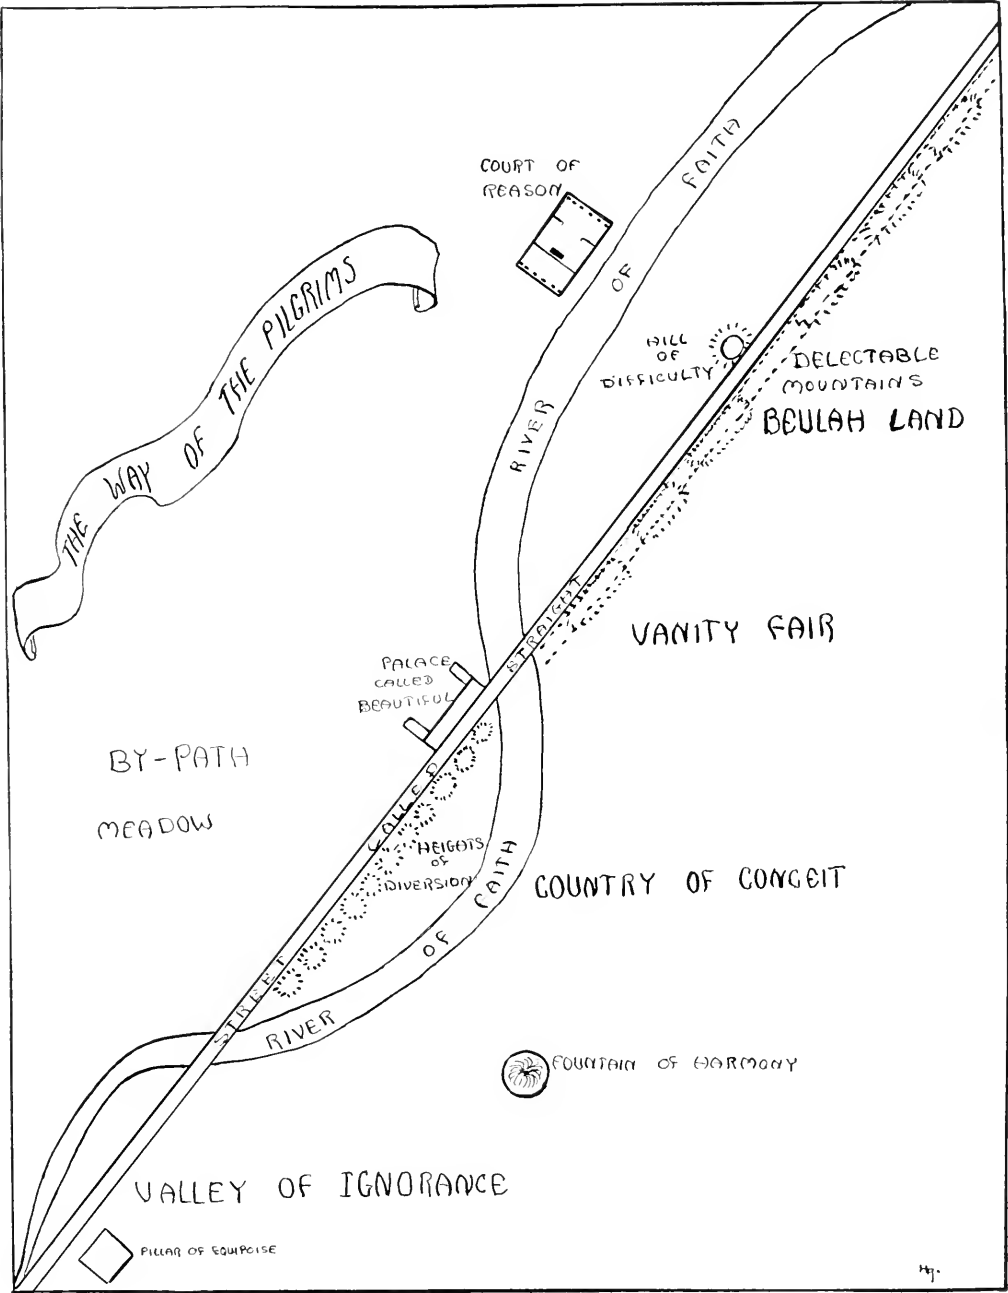 COURT OF
REASON
RIVER OF FAITH
THE WAY OF THE PILGRIMS
HILL
OF
DIFFICULTY
DELECTABLE
MOUNTAINS
BEULAH LAND
STREET CALLED STRAIGHT
VANITY FAIR
PALACE
CALLED
BEAUTIFUL
BY-PATH
MEADOW
HEIGHTS
OF
DIVERSION
COUNTRY OF CONCEIT
RIVER OF FAITH
FOUNTAIN OF HARMONY
VALLEY OF IGNORANCE
PILLAR OF EQUIPOISE